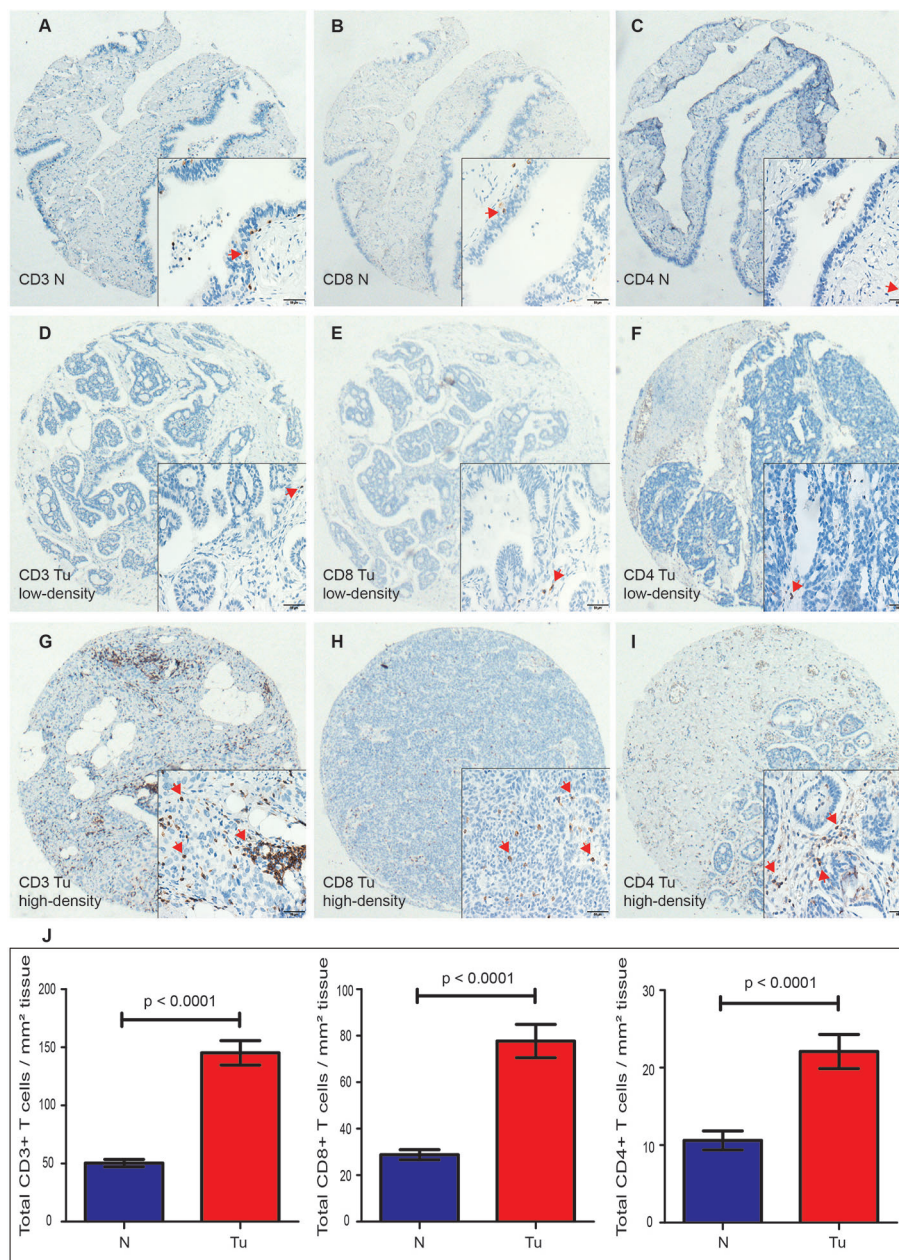 A
CD3 N
B
CD8 N
C
CD4 N
D
CD3 Tu
low-density
E
CD8 Tu
low-density
F
CD4 Tu
low-density
G
CD3 Tu
high-density
H
CD8 Tu
high-density
I
CD4 Tu
high-density
J
Total CD3+ T cells / mm² tissue
200
150
100
50
0
p < 0.0001
N
Tu
Total CD8+ T cells / mm² tissue
100
80
60
40
20
0
p < 0.0001
N
Tu
Total CD4+ T cells / mm² tissue
30
20
10
0
p < 0.0001
N
Tu